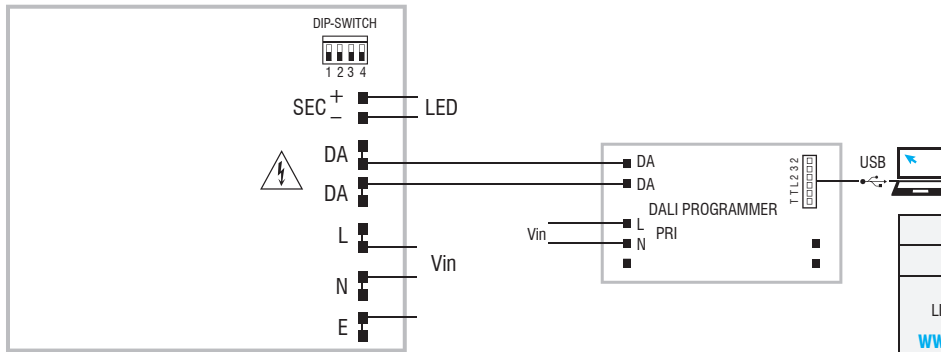 DIP-SWITCH
1 2 3 4
SEC + −
LED
DA
DA
L
N
Vin
E
DA
DA
DALI PROGRAMMER
L
PRI
N
Vin
TTL232
USB